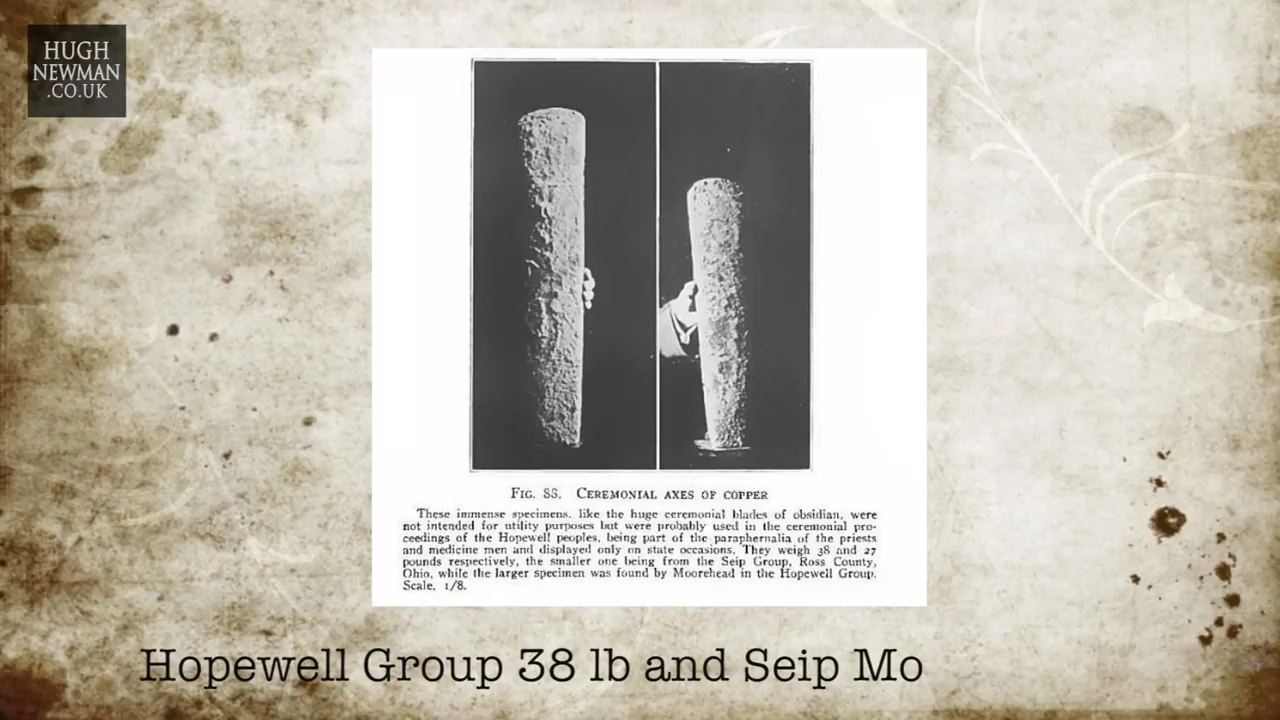 HUGH
NEWMAN
.CO.UK
FIG. 88. CEREMONIAL AXES OF COPPER
These immense specimens, like the huge ceremonial blades of obsidian, were
not intended for utility purposes but were probably used in the ceremonial pro-
ceedings of the Hopewell peoples, being part of the paraphernalia of the priests
and medicine men and displayed only on state occasions. They weigh 38 and 27
pounds respectively, the smaller one being from the Seip Group, Ross County,
Ohio, while the larger specimen was found by Moorehead in the Hopewell Group.
Scale, 1/8.
Hopewell Group 38 lb and Seip Mo